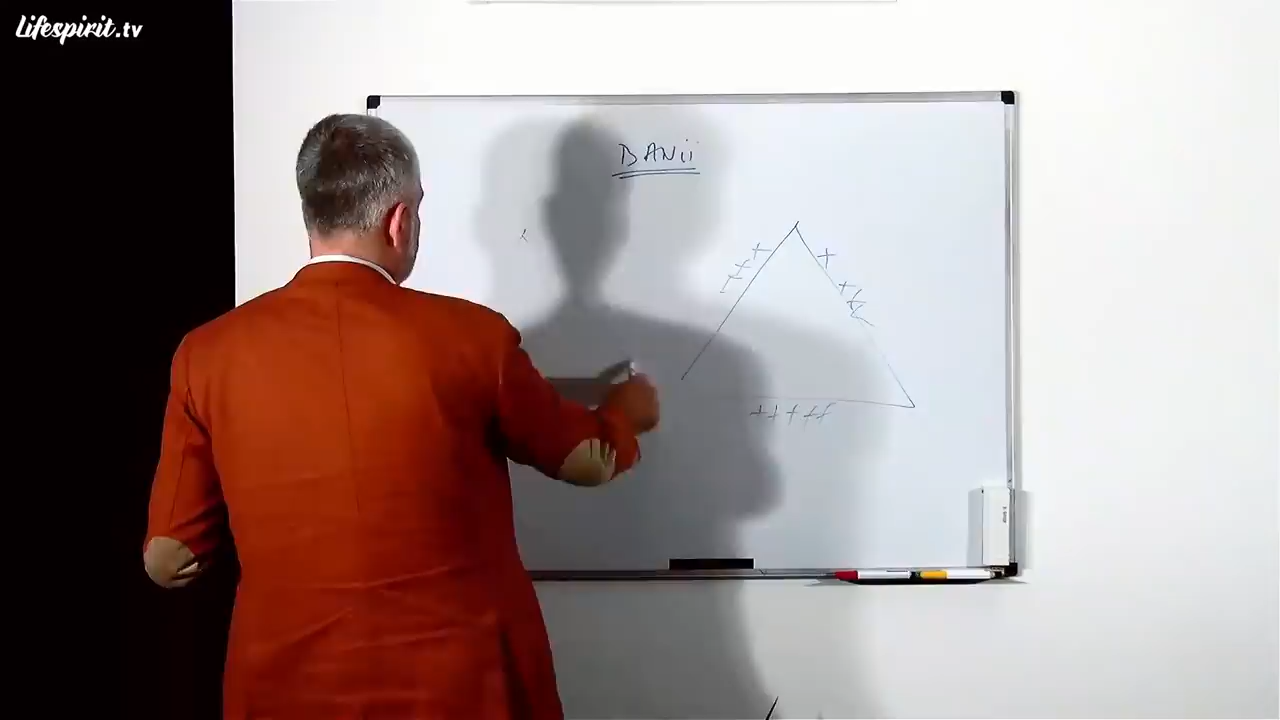 Lifespirit.tv
BANii
+ + +
+ + + +
+ + + + +